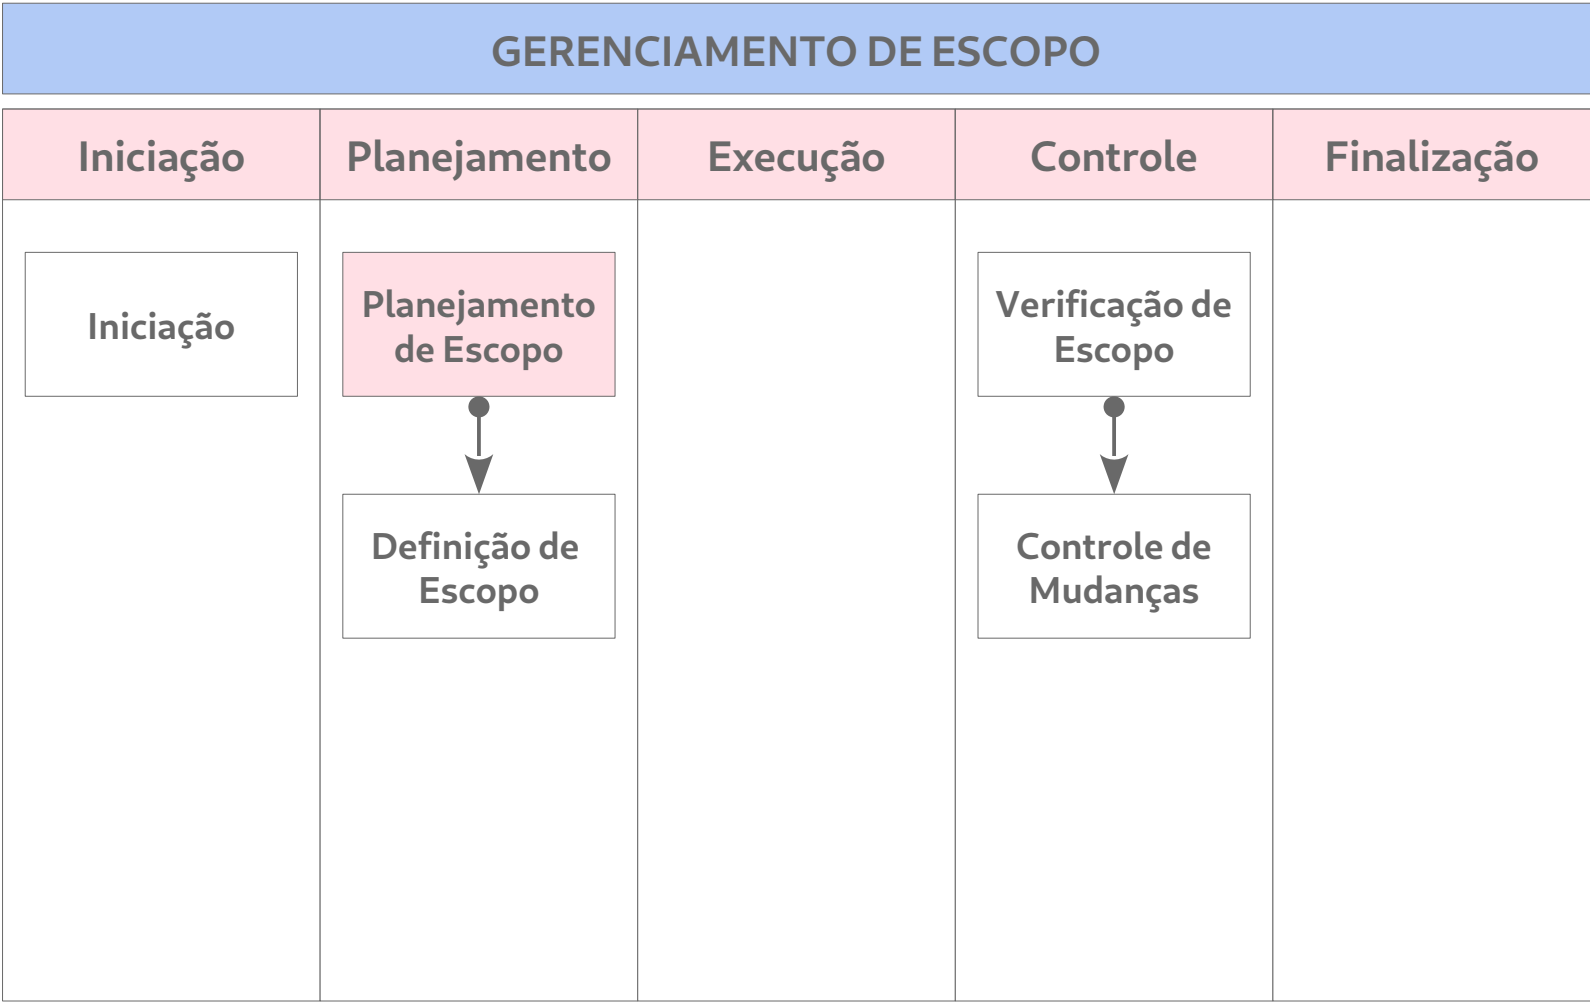 GERENCIAMENTO DE ESCOPO
Iniciação
Planejamento
Execução
Controle
Finalização
Iniciação
Planejamento
de Escopo
Verificação de
Escopo
Definição de
Escopo
Controle de
Mudanças